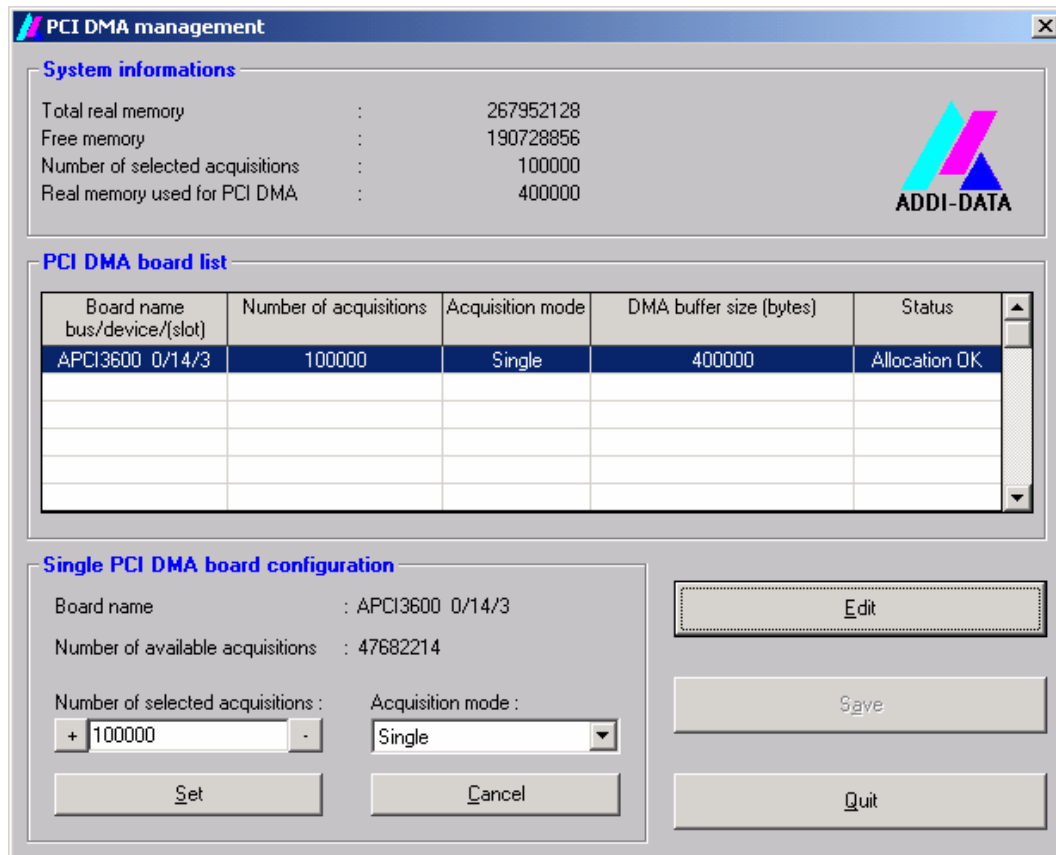 PCI DMA management
System informations
Total real memory : 267952128
Free memory : 190728856
Number of selected acquisitions : 100000
Real memory used for PCI DMA : 400000
ADDI-DATA
PCI DMA board list
Board name bus/device/(slot) Number of acquisitions Acquisition mode DMA buffer size (bytes) Status
APCI3600 0/14/3 100000 Single 400000 Allocation OK
Single PCI DMA board configuration
Board name : APCI3600 0/14/3
Number of available acquisitions : 47682214
Number of selected acquisitions : Acquisition mode :
+ 100000 - Single
Set Cancel
Edit
Save
Quit